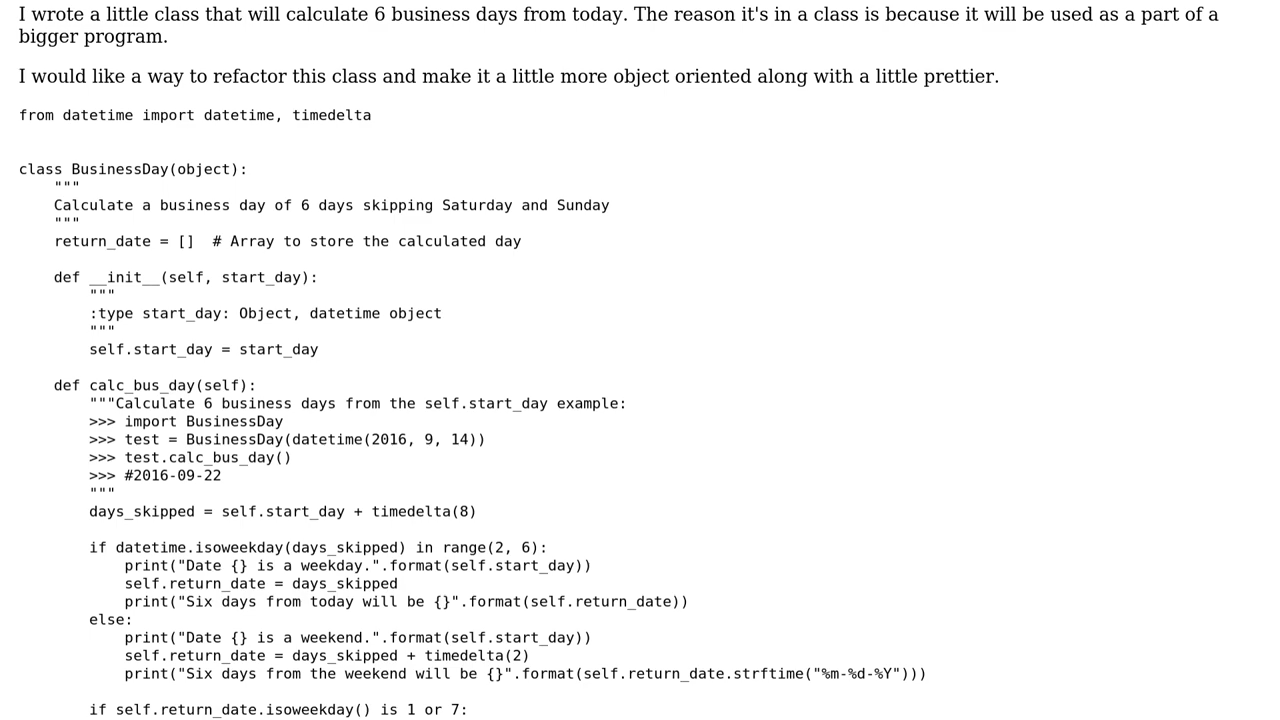 I wrote a little class that will calculate 6 business days from today. The reason it's in a class is because it will be used as a part of a
bigger program.
I would like a way to refactor this class and make it a little more object oriented along with a little prettier.
from datetime import datetime, timedelta
class BusinessDay(object):
    """
    Calculate a business day of 6 days skipping Saturday and Sunday
    """
    return_date = []  # Array to store the calculated day
    def __init__(self, start_day):
        """
        :type start_day: Object, datetime object
        """
        self.start_day = start_day
    def calc_bus_day(self):
        """Calculate 6 business days from the self.start_day example:
        >>> import BusinessDay
        >>> test = BusinessDay(datetime(2016, 9, 14))
        >>> test.calc_bus_day()
        >>> #2016-09-22
        """
        days_skipped = self.start_day + timedelta(8)
        if datetime.isoweekday(days_skipped) in range(2, 6):
            print("Date {} is a weekday.".format(self.start_day))
            self.return_date = days_skipped
            print("Six days from today will be {}".format(self.return_date))
        else:
            print("Date {} is a weekend.".format(self.start_day))
            self.return_date = days_skipped + timedelta(2)
            print("Six days from the weekend will be {}".format(self.return_date.strftime("%m-%d-%Y")))
        if self.return_date.isoweekday() is 1 or 7: